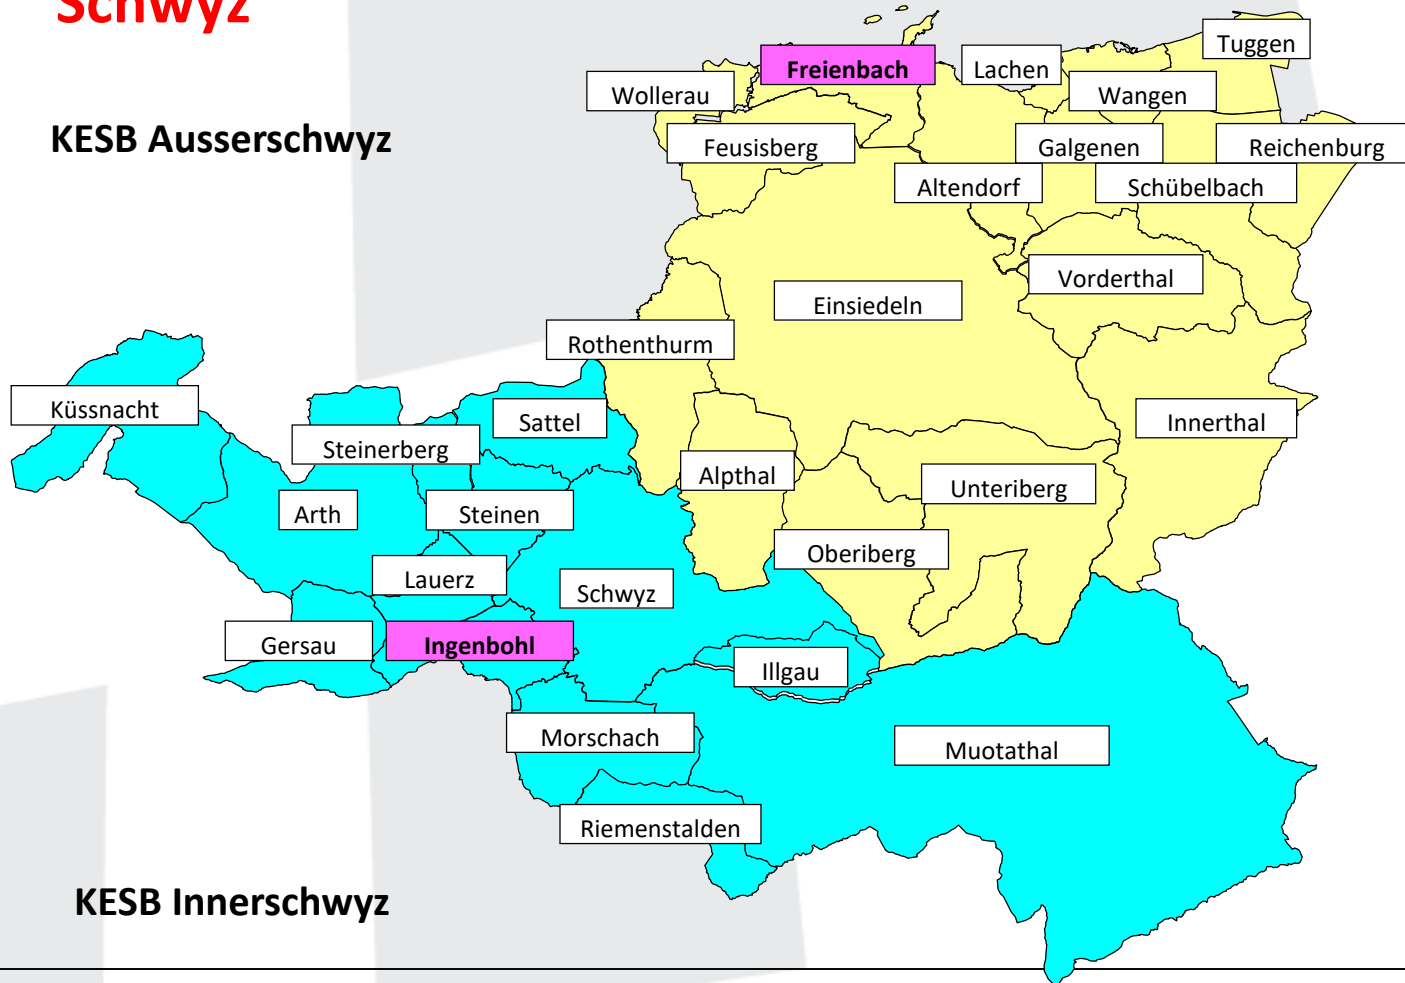 Schwyz
Tuggen
Freienbach
Lachen
Wollerau
Wangen
KESB Ausserschwyz
Feusisberg
Galgenen
Reichenburg
Altendorf
Schübelbach
Vorderthal
Einsiedeln
Rothenthurm
Küssnacht
Sattel
Innerthal
Steinerberg
Alpthal
Unteriberg
Arth
Steinen
Oberiberg
Lauerz
Schwyz
Gersau
Ingenbohl
Illgau
Morschach
Muotathal
Riemenstalden
KESB Innerschwyz